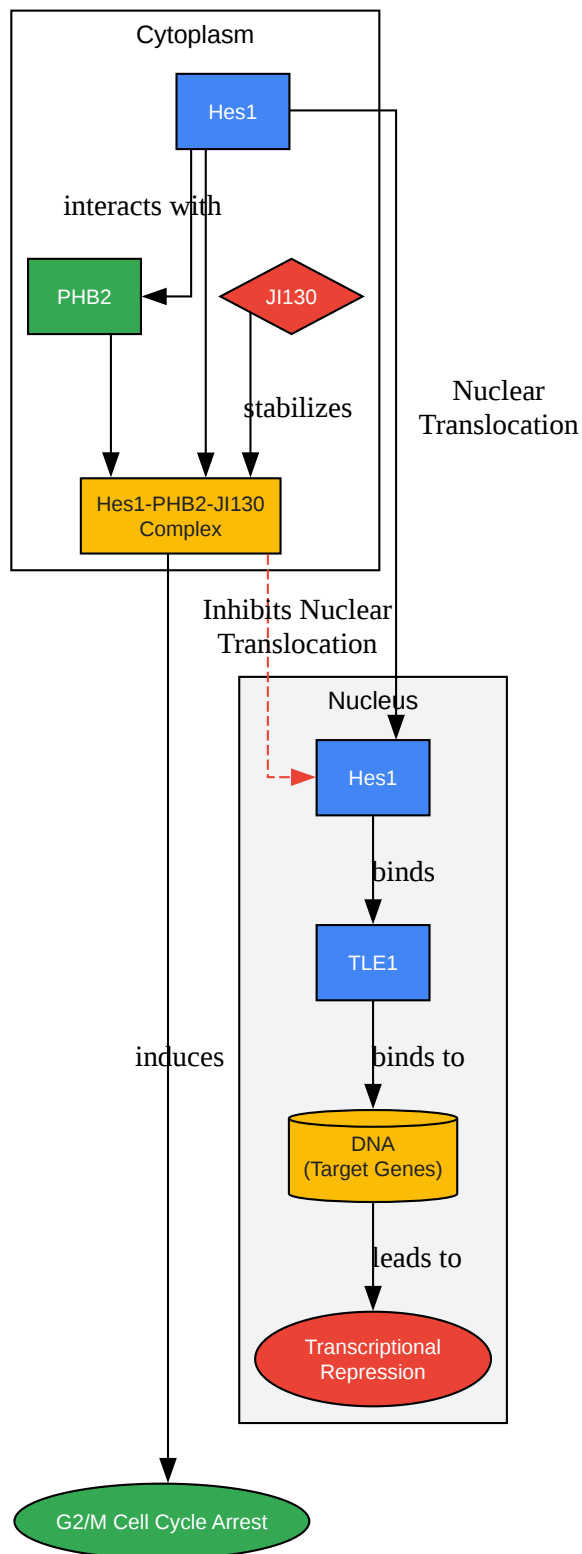 Cytoplasm
Hes1
interacts with
PHB2
JI130
Nuclear
Translocation
stabilizes
Hes1-PHB2-JI130
Complex
Inhibits Nuclear
Translocation
Nucleus
Hes1
binds
TLE1
induces
binds to
DNA
(Target Genes)
leads to
Transcriptional
Repression
G2/M Cell Cycle Arrest